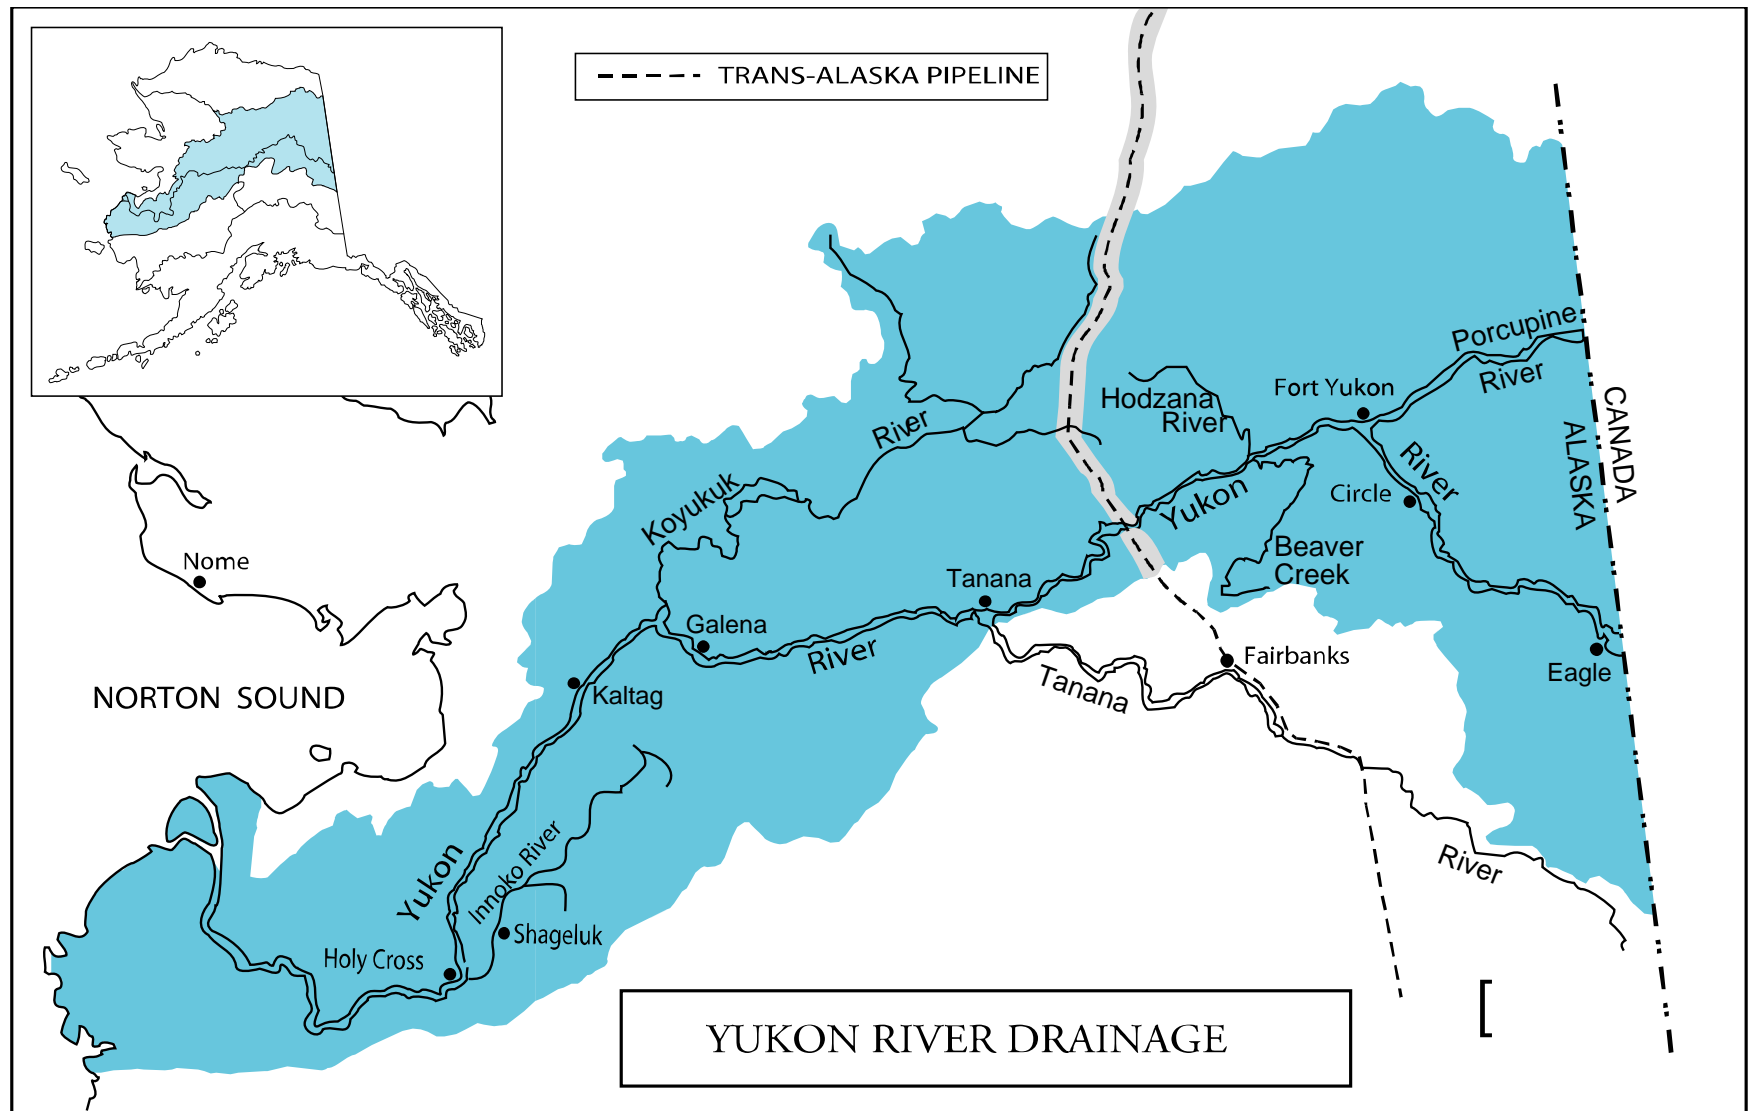 TRANS-ALASKA PIPELINE
Porcupine
River
Hodzana
River
Fort Yukon
CANADA
ALASKA
River
Koyukuk
River
Circle
Yukon
Nome
Beaver
Creek
Tanana
Galena
River
Fairbanks
Eagle
Kaltag
Tanana
NORTON SOUND
Yukon
Innoko River
River
Shageluk
Holy Cross
[
YUKON RIVER DRAINAGE